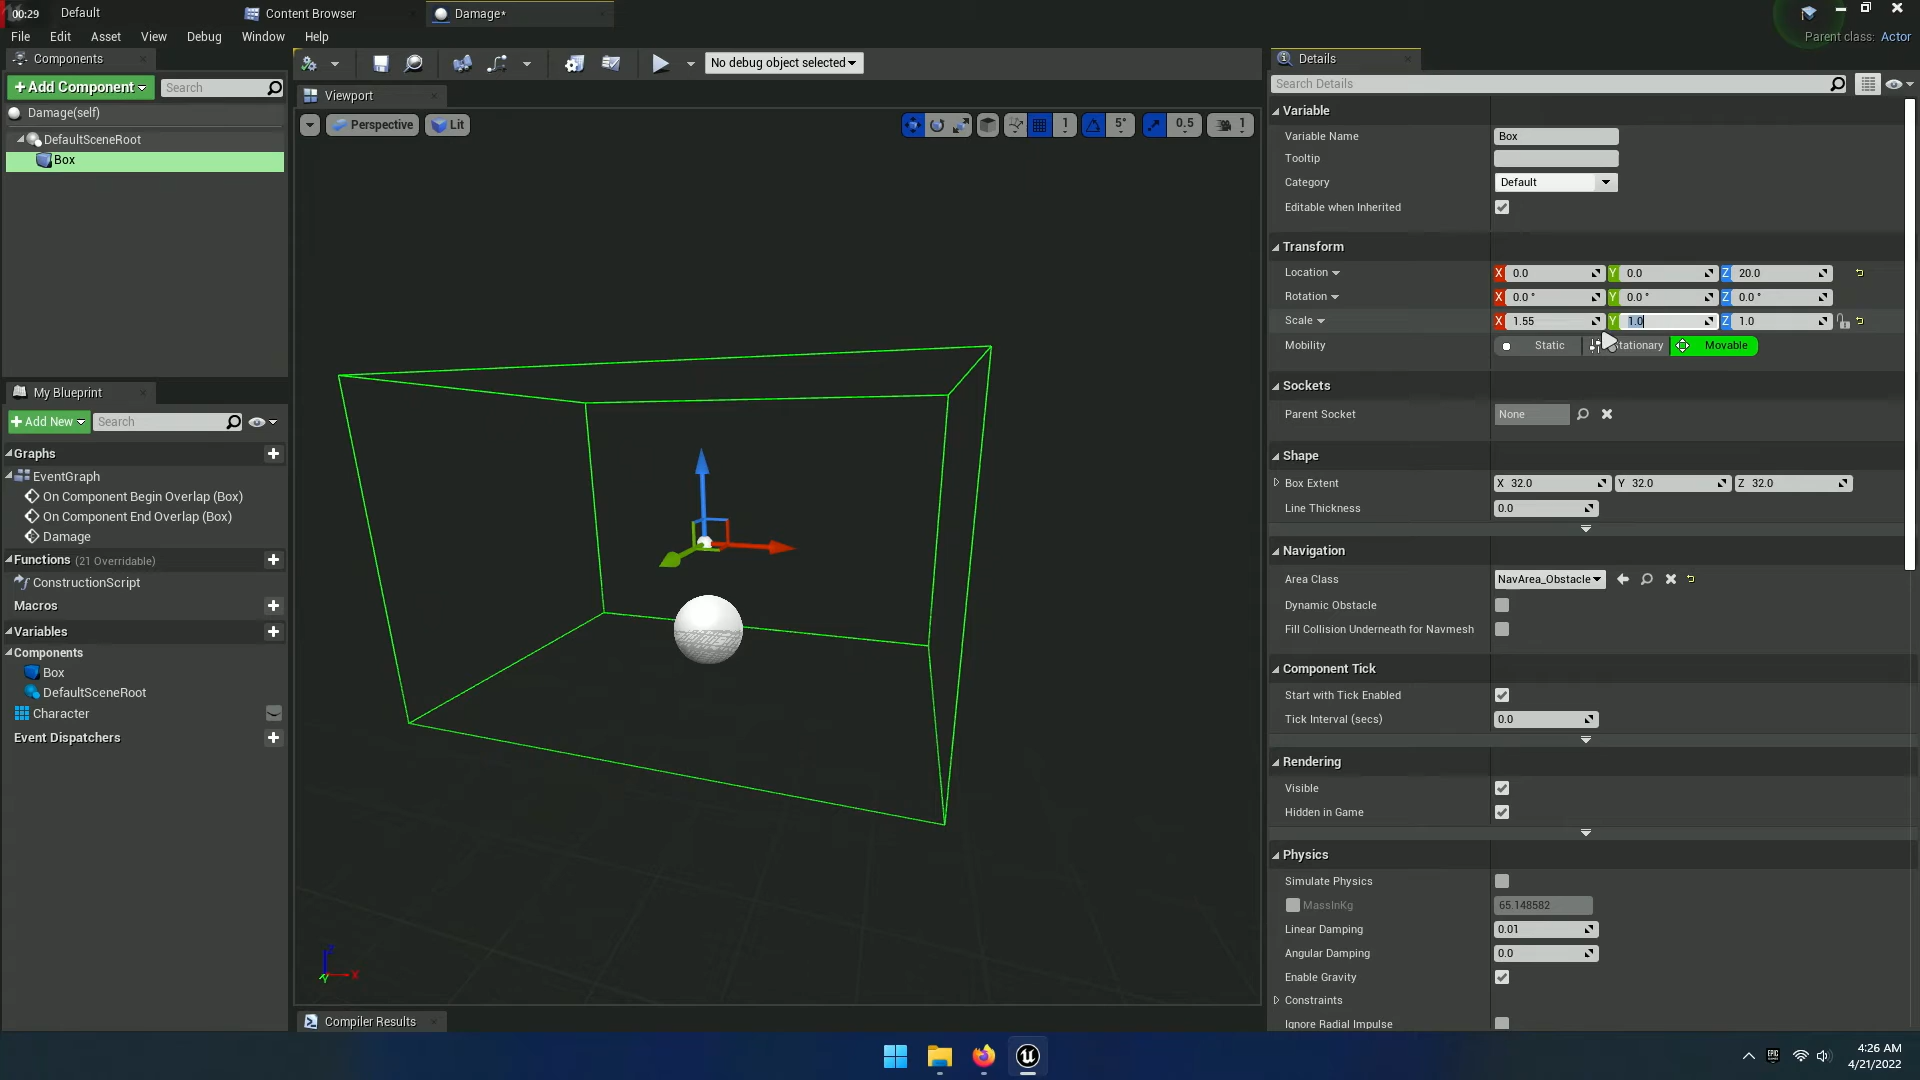 00:29
Default
Content Browser
Damage*
File
Edit
Asset
View
Debug
Window
Help
Parent class: Actor
Components
+Add Component
Search
Damage(self)
DefaultSceneRoot
Box
No debug object selected
Viewport
Perspective
Lit
1
5°
0.5
1
My Blueprint
+Add New
Search
Graphs
EventGraph
On Component Begin Overlap (Box)
On Component End Overlap (Box)
Damage
Functions (21 Overridable)
ConstructionScript
Macros
Variables
Components
Box
DefaultSceneRoot
Character
Event Dispatchers
Z
X
Y
Compiler Results
Details
Search Details
Variable
Variable Name Box
Tooltip
Category Default
Editable when Inherited
Transform
Location X 0.0 Y 0.0 Z 20.0
Rotation X 0.0 ° Y 0.0 ° Z 0.0 °
Scale X 1.55 Y 1.0 Z 1.0
Mobility Static tationary Movable
Sockets
Parent Socket None
Shape
Box Extent X 32.0 Y 32.0 Z 32.0
Line Thickness 0.0
Navigation
Area Class NavArea_Obstacle
Dynamic Obstacle
Fill Collision Underneath for Navmesh
Component Tick
Start with Tick Enabled
Tick Interval (secs) 0.0
Rendering
Visible
Hidden in Game
Physics
Simulate Physics
MassInKg 65.148582
Linear Damping 0.01
Angular Damping 0.0
Enable Gravity
Constraints
Ignore Radial Impulse
EPIC
4:26 AM
4/21/2022